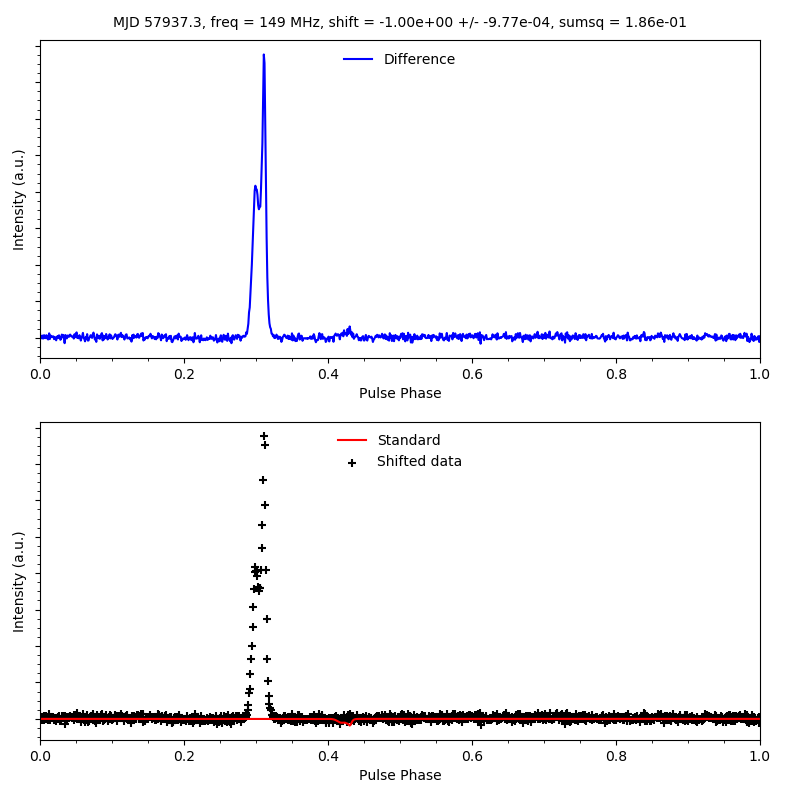 MJD 57937.3, freq = 149 MHz, shift = -1.00e+00 +/- -9.77e-04, sumsq = 1.86e-01
Difference
Intensity (a.u.)
0.0 0.2 0.4 0.6 0.8 1.0
Pulse Phase
Standard
Shifted data
Intensity (a.u.)
0.0 0.2 0.4 0.6 0.8 1.0
Pulse Phase